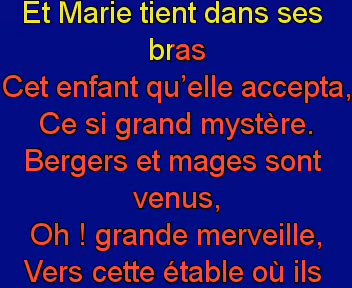 Et Marie tient dans ses
bras
Cet enfant qu’elle accepta,
Ce si grand mystère.
Bergers et mages sont
venus,
Oh ! grande merveille,
Vers cette étable où ils